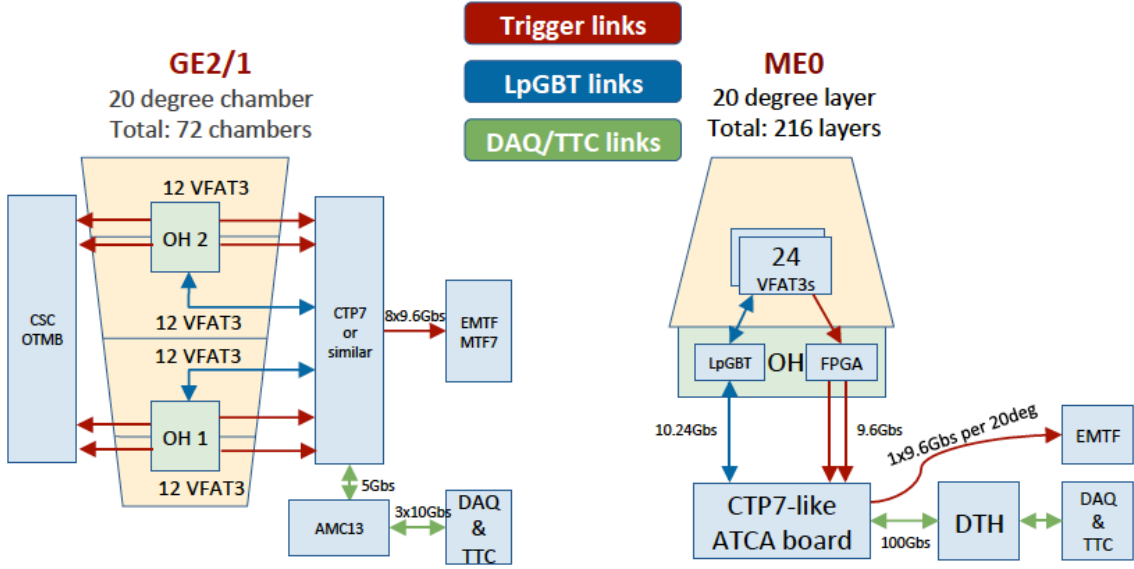 Trigger links
LpGBT links
DAQ/TTC links
GE2/1
20 degree chamber
Total: 72 chambers
12 VFAT3
OH 2
12 VFAT3
12 VFAT3
OH 1
12 VFAT3
CSC
OTMB
CTP7
or
similar
8x9.6Gbs
EMTF
MTF7
5Gbs
AMC13
3x10Gbs
DAQ
&
TTC
ME0
20 degree layer
Total: 216 layers
24
VFAT3s
LpGBT
OH
FPGA
10.24Gbs
9.6Gbs
1x9.6Gbs per 20deg
EMTF
CTP7-like
ATCA board
100Gbs
DTH
DAQ
&
TTC